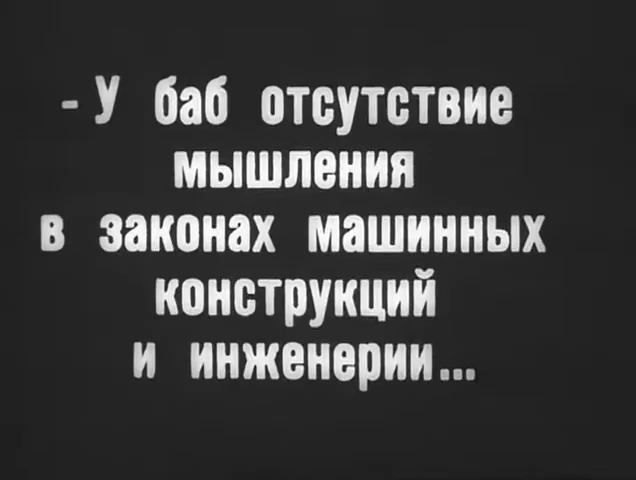 - У баб отсутствие
мышления
в законах машинных
конструкций
и инженерии...